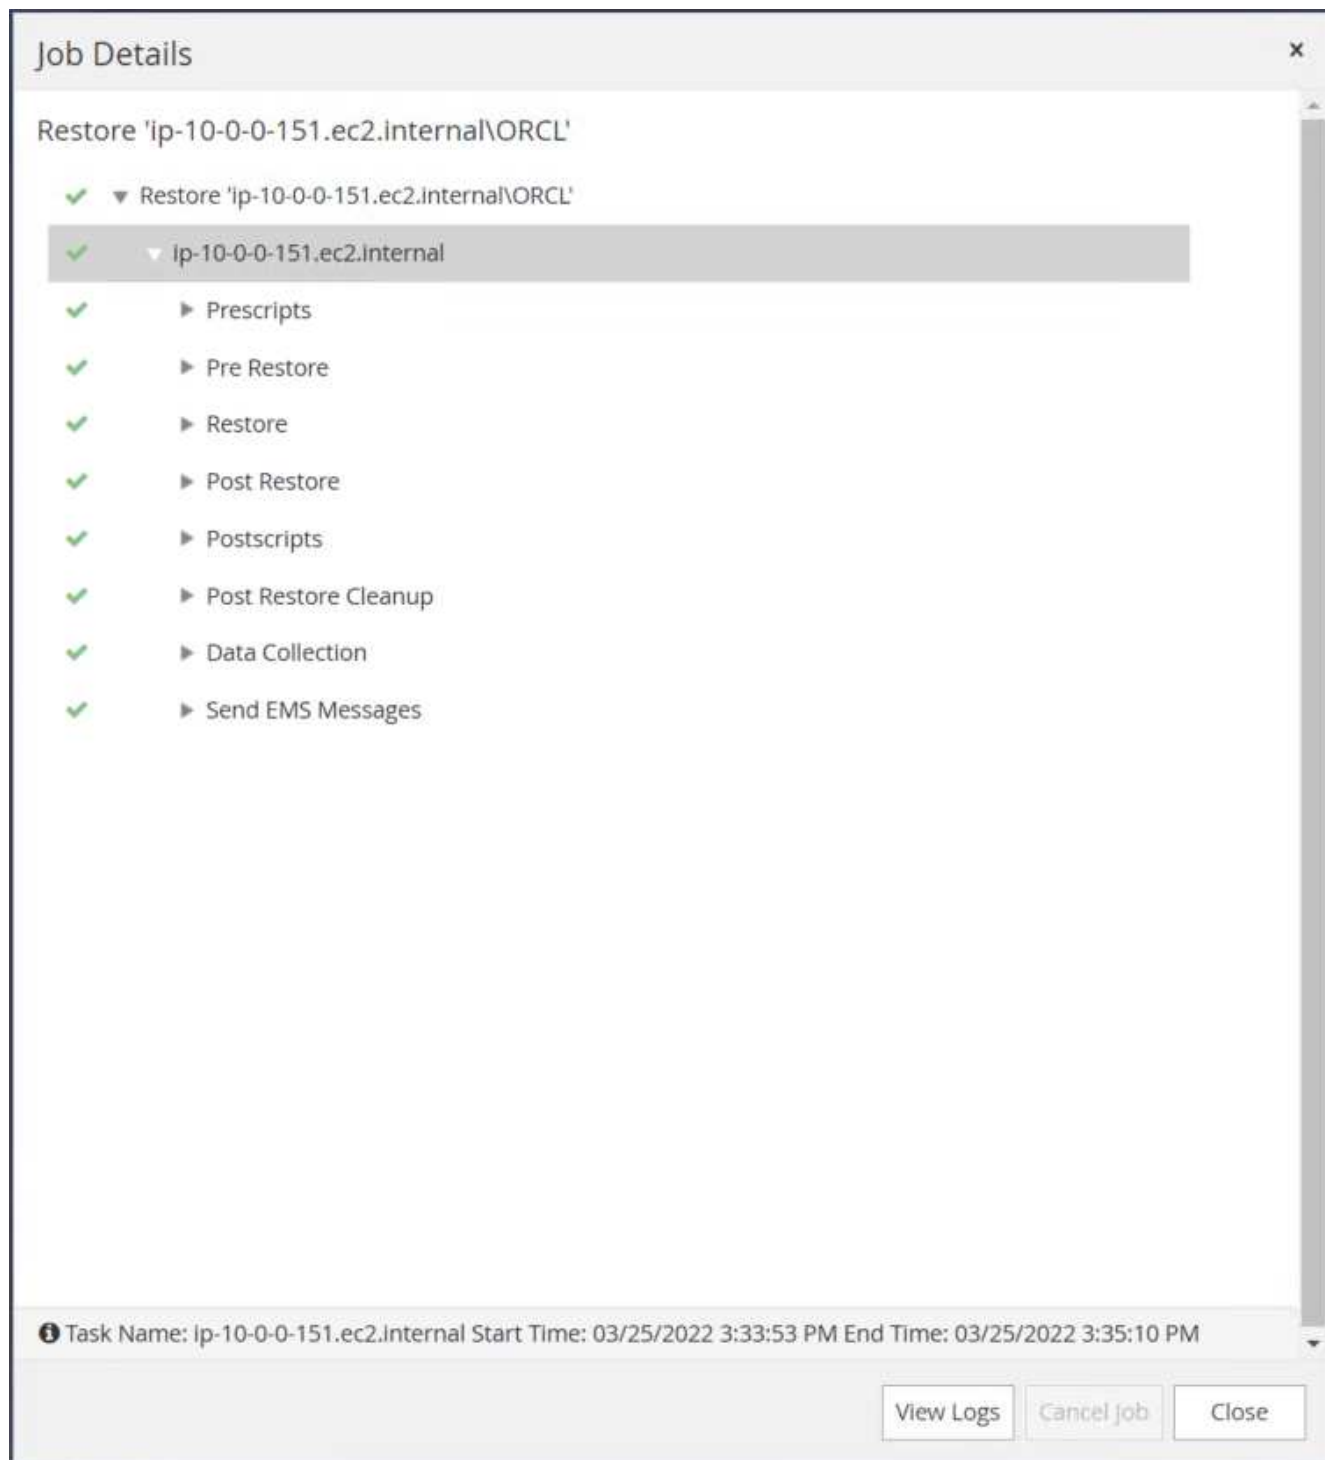 Job Details
Restore 'ip-10-0-0-151.ec2.internal\ORCL'
Restore 'ip-10-0-0-151.ec2.internal\ORCL'
ip-10-0-0-151.ec2.internal
Prescripts
Pre Restore
Restore
Post Restore
Postscripts
Post Restore Cleanup
Data Collection
Send EMS Messages
Task Name: ip-10-0-0-151.ec2.internal Start Time: 03/25/2022 3:33:53 PM End Time: 03/25/2022 3:35:10 PM
View Logs Cancel Job Close